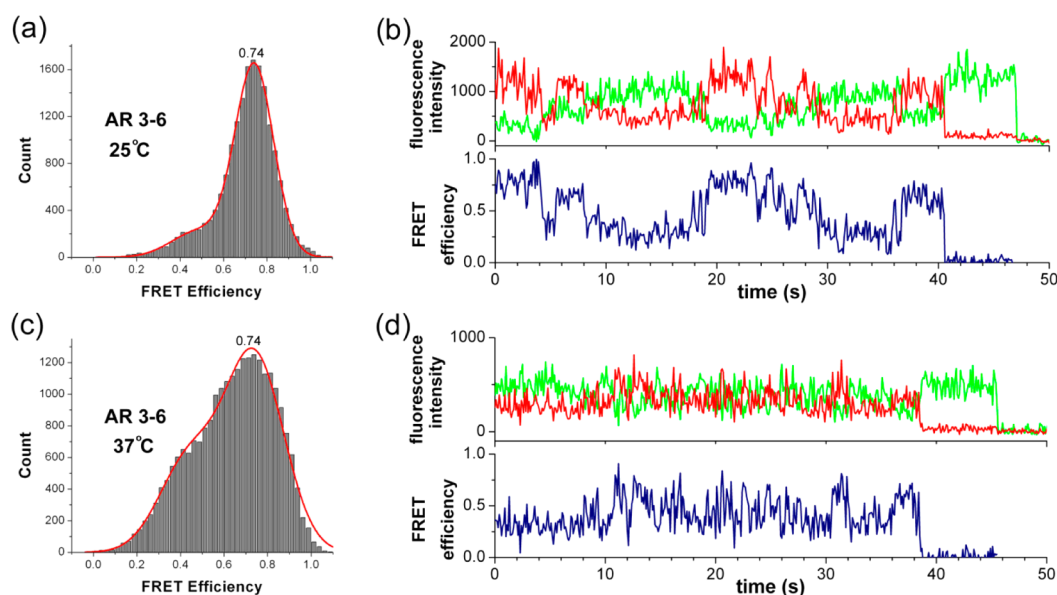 (a)
0.74
AR 3-6
25°C
Count
1600
1200
800
400
0
0.0 0.2 0.4 0.6 0.8 1.0
FRET Efficiency
(b)
fluorescence
intensity
2000
1000
0
FRET
efficiency
1.0
0.5
0.0
0 10 20 30 40 50
time (s)
(c)
0.74
AR 3-6
37°C
Count
1200
1000
800
600
400
200
0
0.0 0.2 0.4 0.6 0.8 1.0
FRET Efficiency
(d)
fluorescence
intensity
1000
0
FRET
efficiency
1.0
0.5
0.0
0 10 20 30 40 50
time (s)